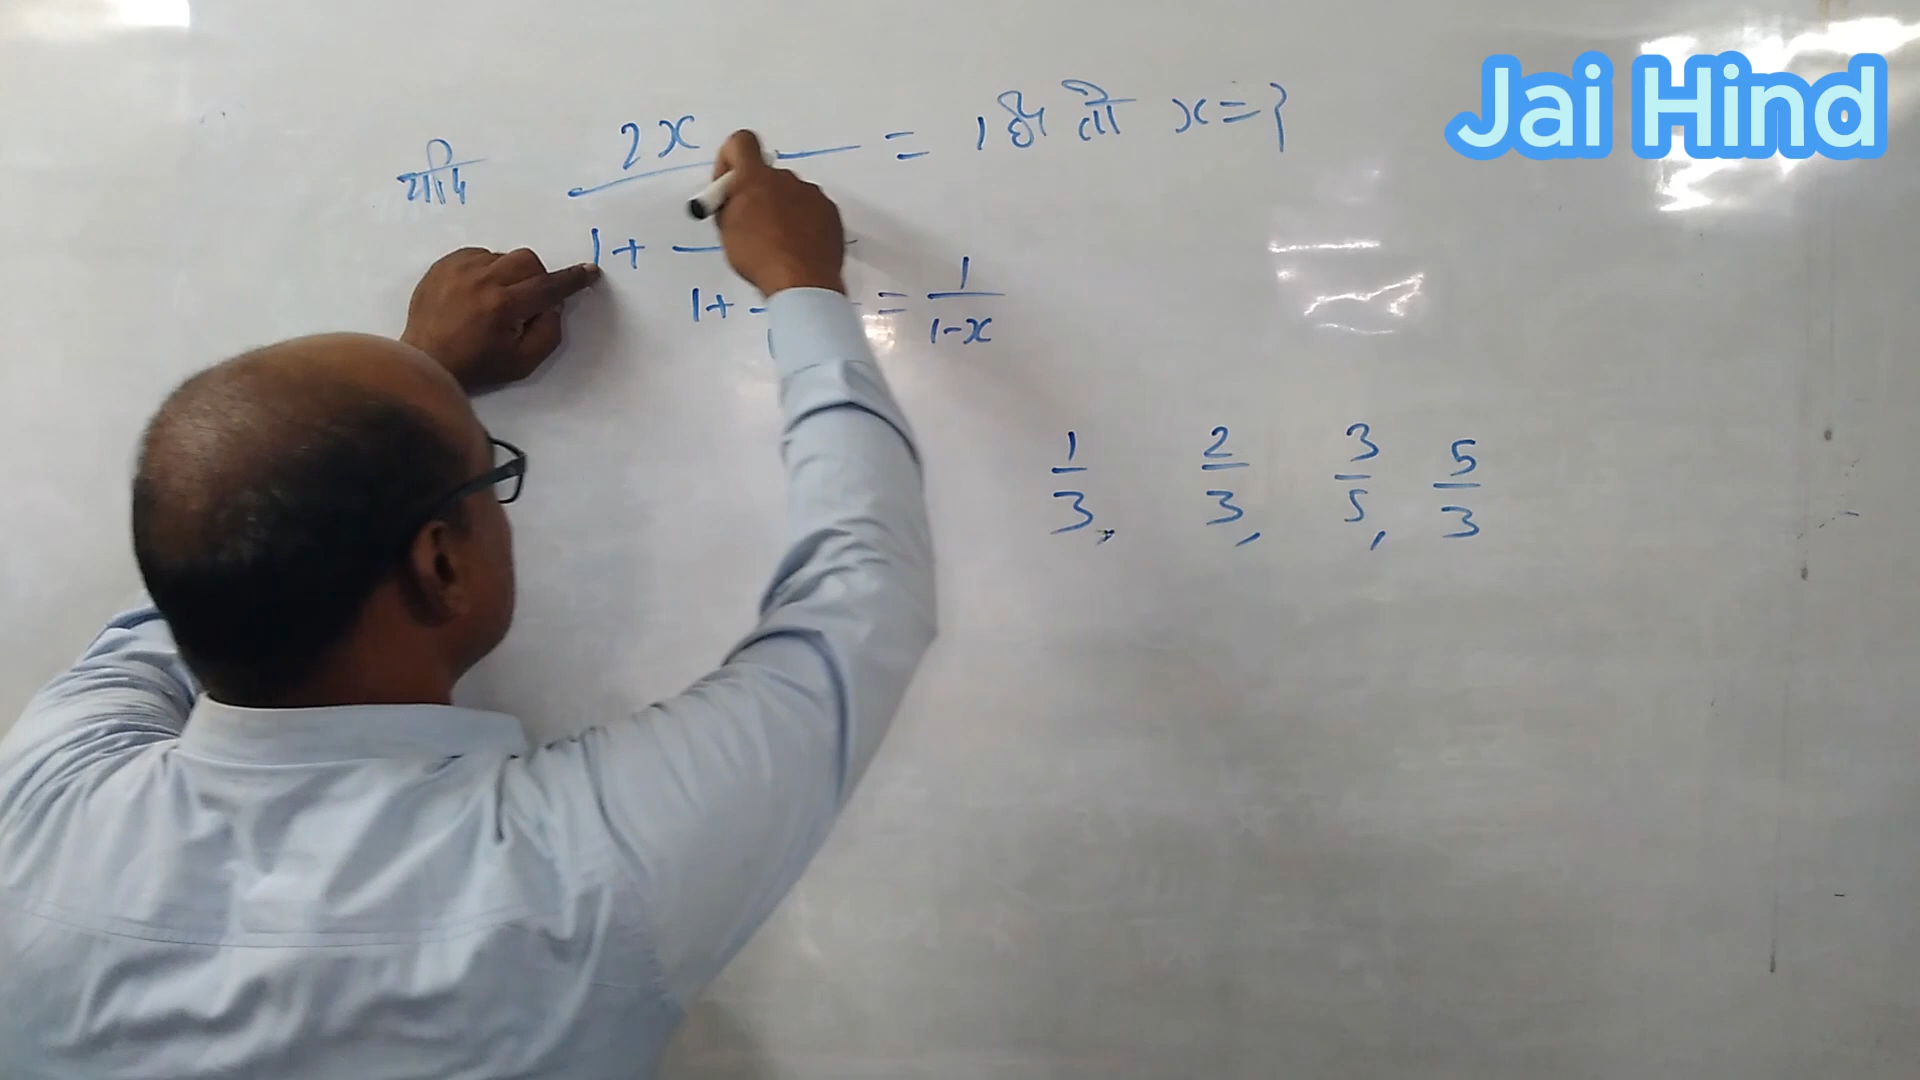 Jai Hind
यदि 2x = 1 हो तो x = ?
1 +
1 + = 1/(1-x)
1/3, 2/3, 3/5, 5/3